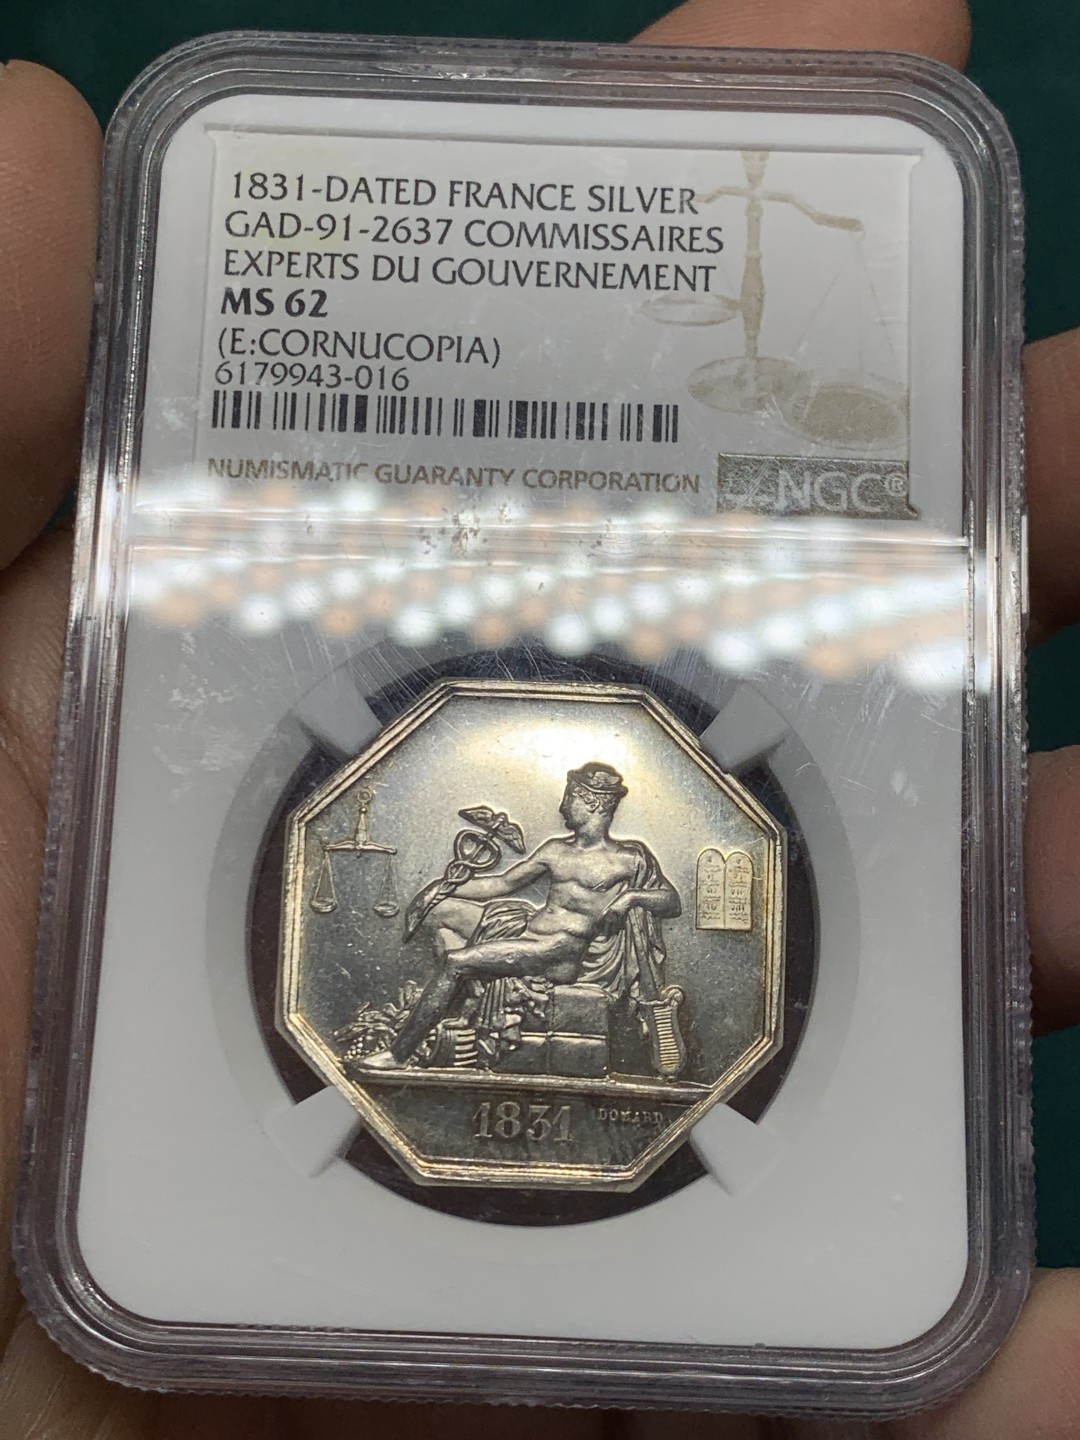 1831-DATED FRANCE SILVER
GAD-91-2637 COMMISSAIRES
EXPERTS DU GOUVERNEMENT
MS 62
(E:CORNUCOPIA)
6179943-016
NUMISMATIC GUARANTY CORPORATION
NGC®
1831 DOMARD